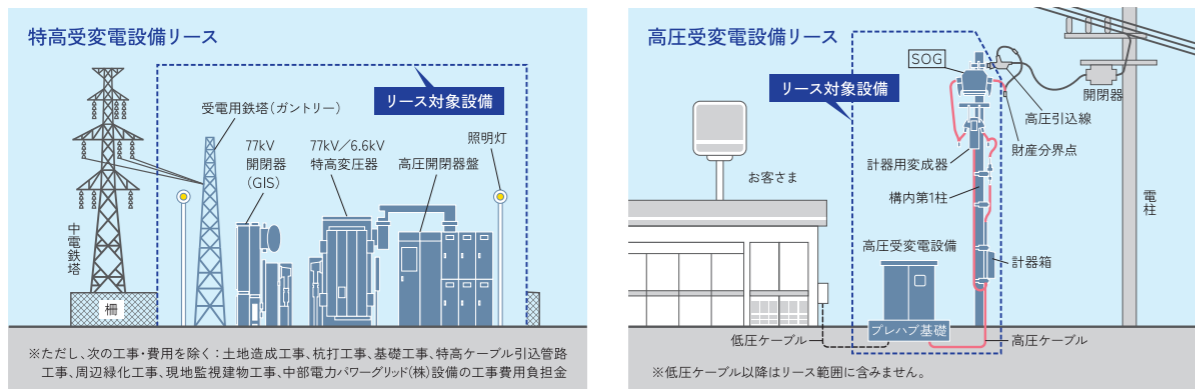 特高受変電設備リース
リース対象設備
受電用鉄塔(ガントリー)
照明灯
77kV
開閉器
(GIS)
77kV/6.6kV
特高変圧器
高圧開閉器盤
中電鉄塔
柵
※ただし、次の工事・費用を除く:土地造成工事、杭打工事、基礎工事、特高ケーブル引込管路
工事、周辺緑化工事、現地監視建物工事、中部電力パワーグリッド(株)設備の工事費用負担金
高圧受変電設備リース
SOG
リース対象設備
開閉器
高圧引込線
財産分界点
計器用変成器
お客さま
構内第1柱
電柱
高圧受変電設備
計器箱
プレハブ基礎
低圧ケーブル
高圧ケーブル
※低圧ケーブル以降はリース範囲に含みません。